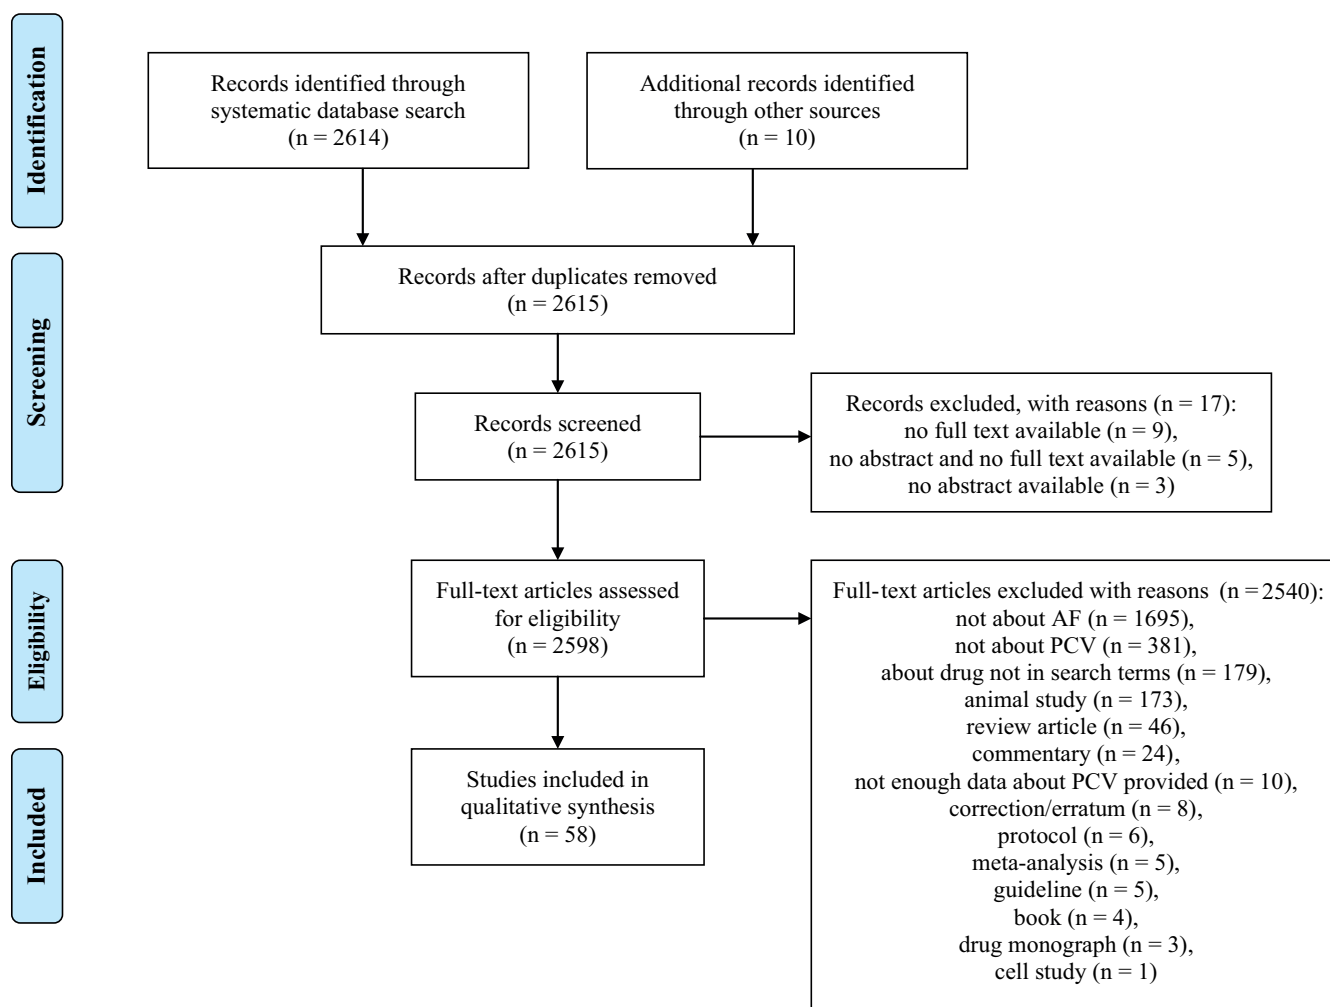 Identification
Records identified through
systematic database search
(n = 2614)
Additional records identified
through other sources
(n = 10)
Screening
Records after duplicates removed
(n = 2615)
Records screened
(n = 2615)
Records excluded, with reasons (n = 17):
no full text available (n = 9),
no abstract and no full text available (n = 5),
no abstract available (n = 3)
Eligibility
Full-text articles assessed
for eligibility
(n = 2598)
Full-text articles excluded with reasons (n = 2540):
not about AF (n = 1695),
not about PCV (n = 381),
about drug not in search terms (n = 179),
animal study (n = 173),
review article (n = 46),
commentary (n = 24),
not enough data about PCV provided (n = 10),
correction/erratum (n = 8),
protocol (n = 6),
meta-analysis (n = 5),
guideline (n = 5),
book (n = 4),
drug monograph (n = 3),
cell study (n = 1)
Included
Studies included in
qualitative synthesis
(n = 58)